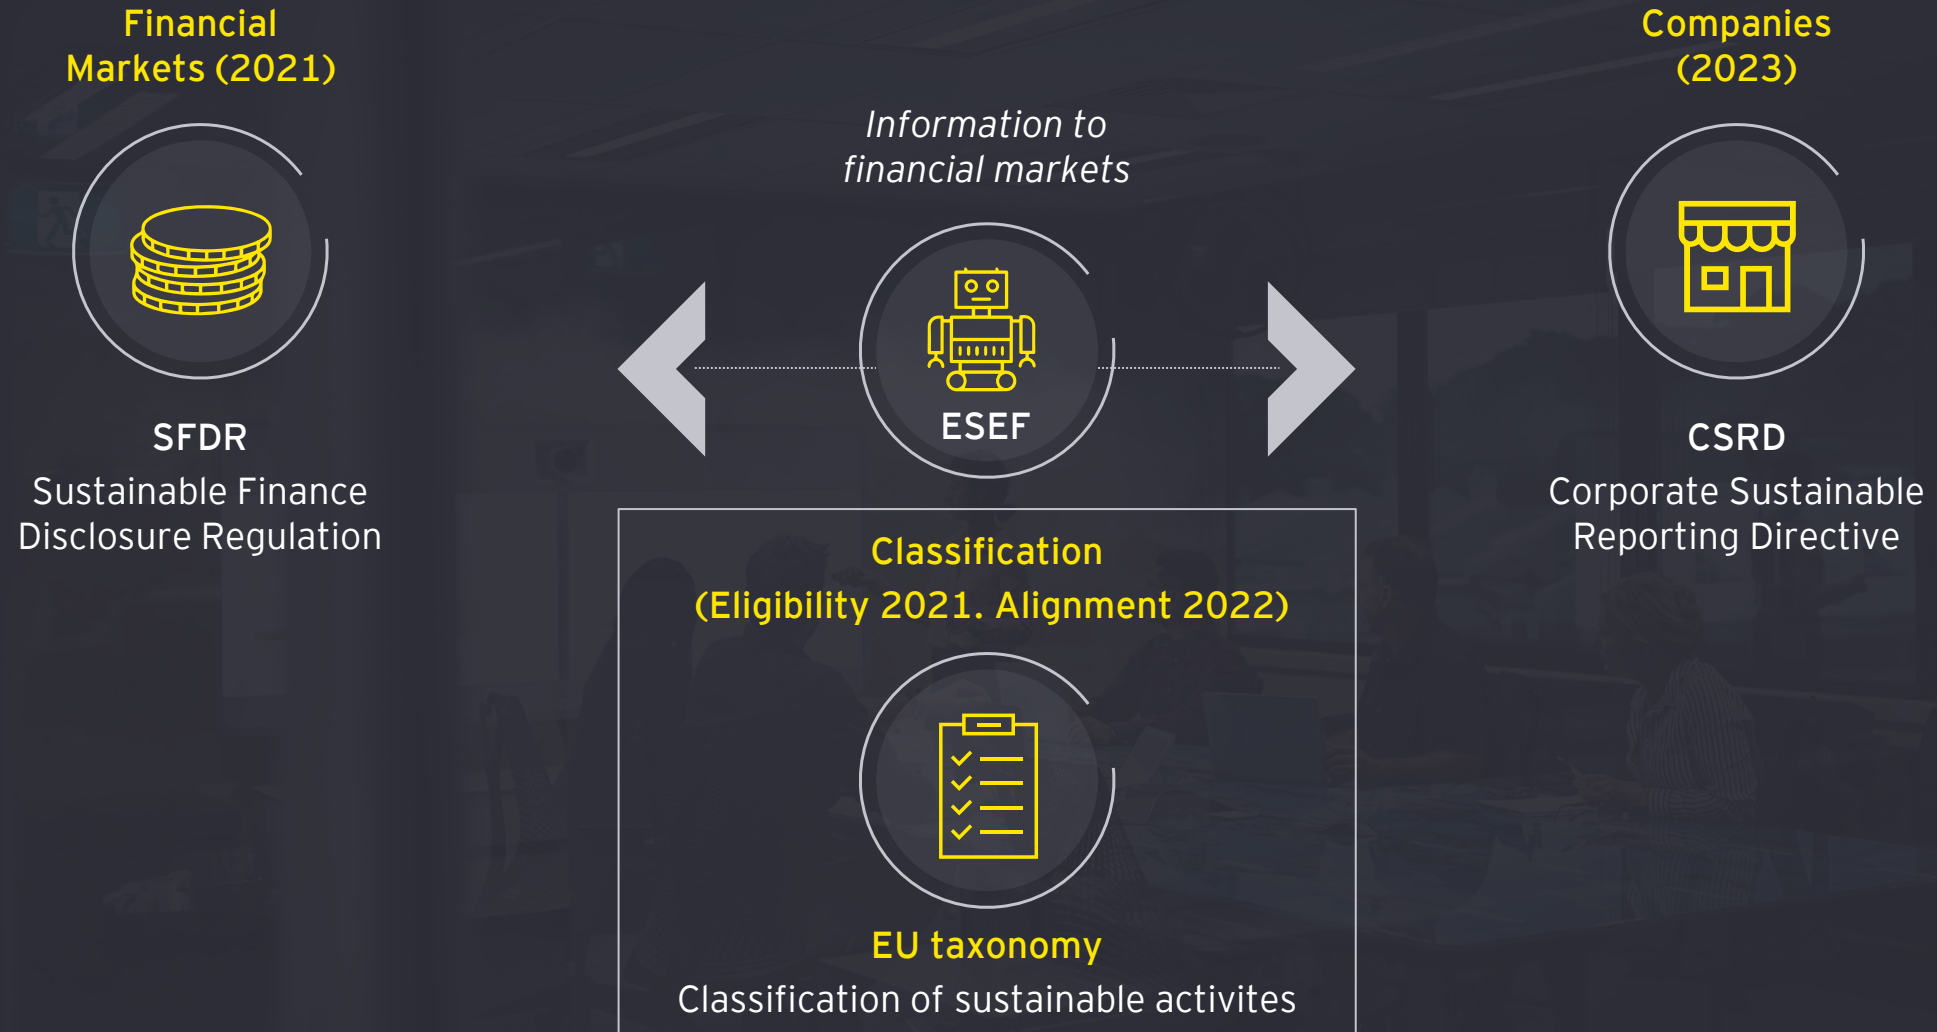 Financial
Markets (2021)
SFDR
Sustainable Finance
Disclosure Regulation
Information to
financial markets
ESEF
Classification
(Eligibility 2021. Alignment 2022)
EU taxonomy
Classification of sustainable activites
Companies
(2023)
CSRD
Corporate Sustainable
Reporting Directive